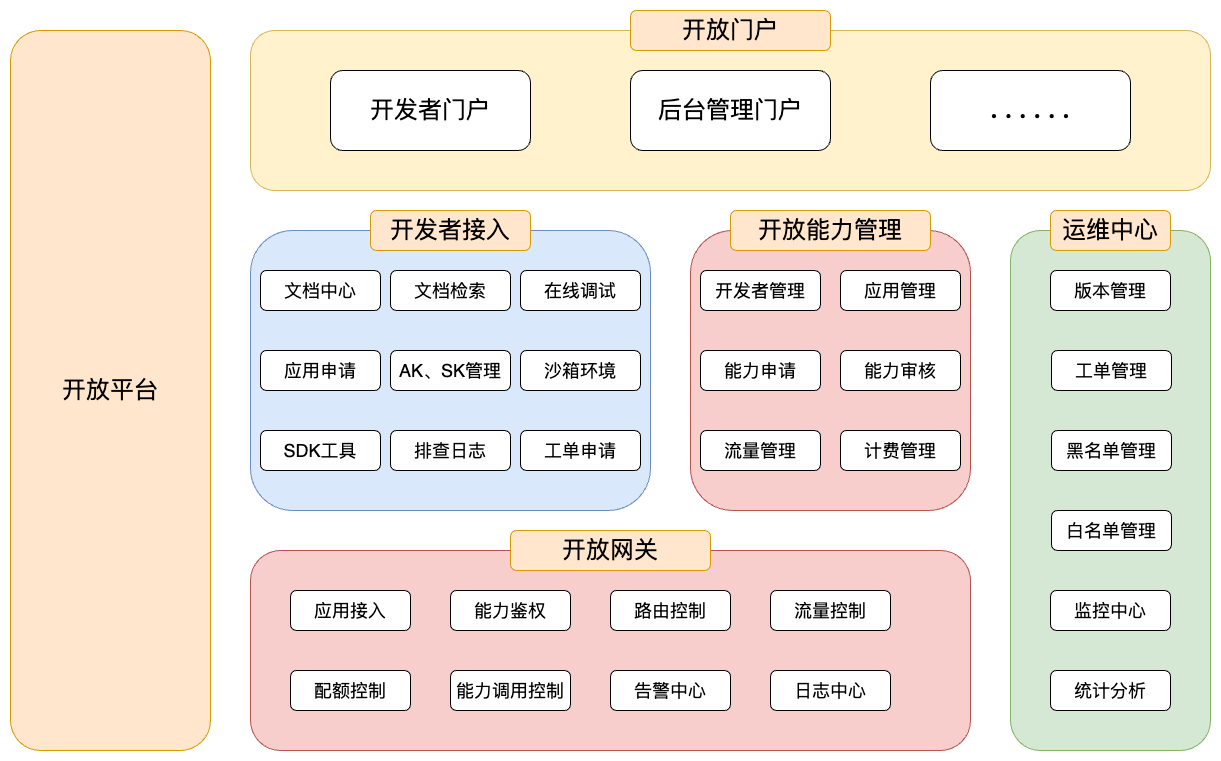 开放平台
开放门户
开发者门户
后台管理门户
......
开发者接入
文档中心
文档检索
在线调试
应用申请
AK、SK管理
沙箱环境
SDK工具
排查日志
工单申请
开放能力管理
开发者管理
应用管理
能力申请
能力审核
流量管理
计费管理
运维中心
版本管理
工单管理
黑名单管理
白名单管理
监控中心
统计分析
开放网关
应用接入
能力鉴权
路由控制
流量控制
配额控制
能力调用控制
告警中心
日志中心